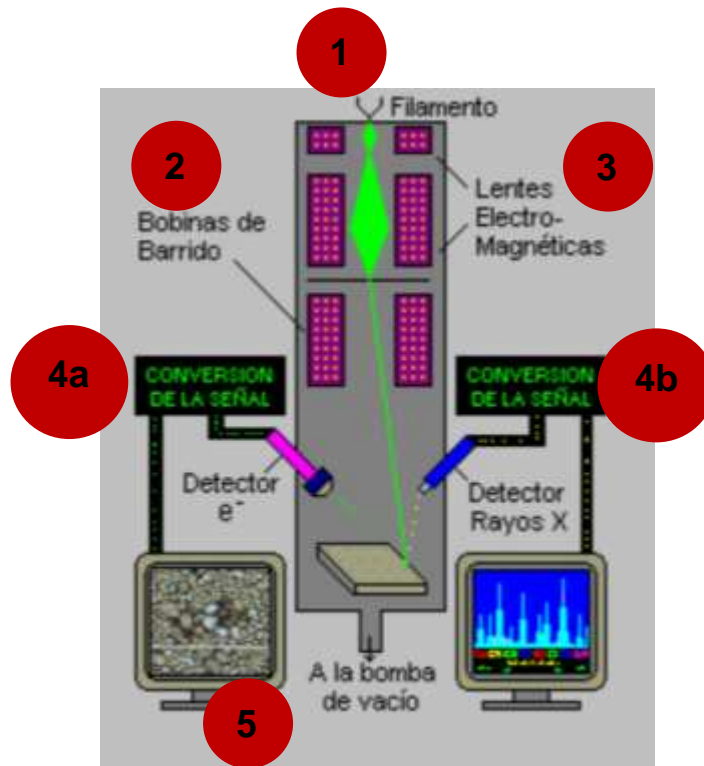 1
Filamento
2
3
Lentes
Electro-
Magnéticas
Bobinas de
Barrido
4a
CONVERSION
DE LA SEÑAL
4b
CONVERSION
DE LA SEÑAL
Detector
e-
Detector
Rayos X
A la bomba
de vacío
5